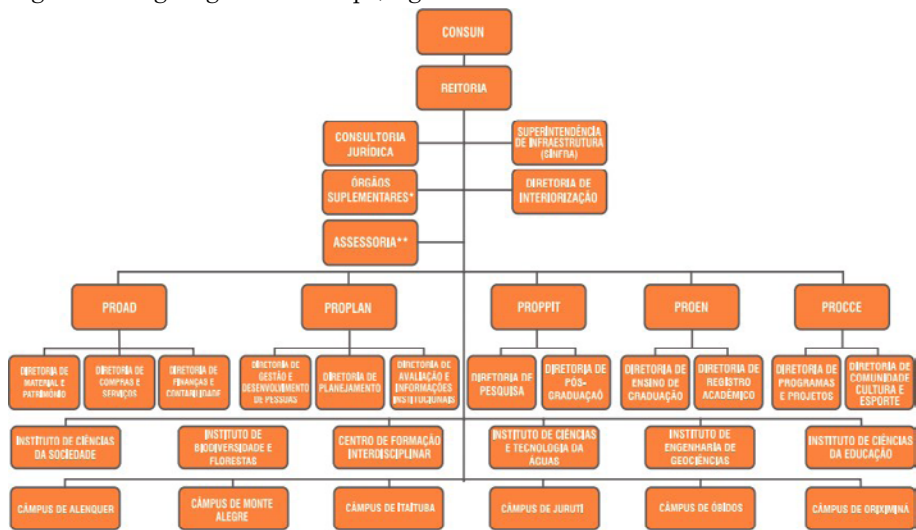 CONSUN
REITORIA
CONSULTORIA
JURÍDICA
SUPERINTENDÊNCIA
DE INFRAESTRUTURA
(SINFRA)
ÓRGÃOS
SUPLEMENTARES*
DIRETORIA DE
INTERIORIZAÇÃO
ASSESSORIA**
PROAD
PROPLAN
PROPPIT
PROEN
PROCCE
DIRETORIA DE
MATERIAL E
PATRIMÔNIO
DIRETORIA DE
COMPRAS E
SERVIÇOS
DIRETORIA DE
FINANÇAS E
CONTABILIDADE
DIRETORIA DE
GESTÃO E
DESENVOLVIMENTO
DE PESSOAS
DIRETORIA DE
PLANEJAMENTO
DIRETORIA DE
AVALIAÇÃO E
INFORMAÇÕES
INSTITUCIONAIS
DIRETORIA DE
PESQUISA
DIRETORIA DE
PÓS-
GRADUAÇAÕ
DIRETORIA DE
ENSINO DE
GRADUAÇÃO
DIRETORIA DE
REGISTRO
ACADÊMICO
DIRETORIA DE
PROGRAMAS
E PROJETOS
DIRETORIA DE
COMUNIDADE
CULTURA E
ESPORTE
INSTITUTO DE CIÊNCIAS
DA SOCIEDADE
INSTITUTO DE
BIODIVERSIDADE E
FLORESTAS
CENTRO DE FORMAÇÃO
INTERDISCIPLINAR
INSTITUTO DE CIÊNCIAS
E TECNOLOGIA DA
ÁGUAS
INSTITUTO DE
ENGENHARIA DE
GEOCIÊNCIAS
INSTITUTO DE CIÊNCIAS
DA EDUCAÇÃO
CÂMPUS DE ALENQUER
CÂMPUS DE MONTE
ALEGRE
CÂMPUS DE ITAÍTUBA
CÂMPUS DE JURUTI
CÂMPUS DE ÓBIDOS
CÂMPUS DE ORIXIMINÁ